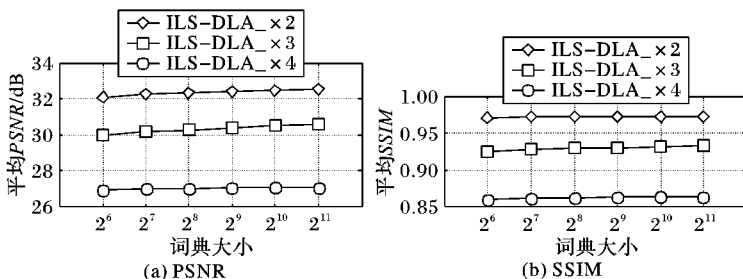 ILS-DLA_×2
ILS-DLA_×3
ILS-DLA_×4
平均PSNR/dB
34
32
30
28
26
2^6 2^7 2^8 2^9 2^10 2^11
词典大小
(a) PSNR
ILS-DLA_×2
ILS-DLA_×3
ILS-DLA_×4
平均SSIM
1.00
0.95
0.90
0.85
2^6 2^7 2^8 2^9 2^10 2^11
词典大小
(b) SSIM